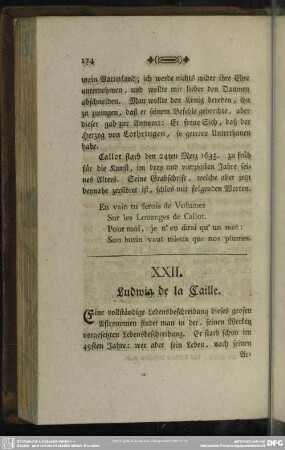 174
mein Vatterland; ich werde nichts wider ihre Ehre
unternehmen, und wollte mir lieber den Daumen
abschneiden. Man wollte den König bereden, ihn
zu zwingen, daß er seinem Befehle gehorchte, aber
dieser gab zur Antwort: Er freue Sich, daß der
Herzog von Lothringen, so getreue Unterthanen
habe.
Callot starb den 24ten Merz 1635. zu früh
für die Kunst, im drey und vierzigsten Jahre sei-
nes Alters. Seine Grabschrift, welche aber jetzt
beynahe zerstöret ist, schlos mit folgenden Worten.
En vain tu ferois de Volumes
Sur les Louanges de Callot.
Pour moi, je n' en dirai qu' un mot:
Son burin vaut mieux que nos plumes.
XXII.
Ludwig de la Caille.
Eine vollständige Lebensbeschreibung dieses grosen
Astronomen findet man in der, seinen Werken
vorgesetzten Lebensbeschreibung. Er starb schon im
49sten Jahre: wer aber sein Leben, nach seinen
Ar-